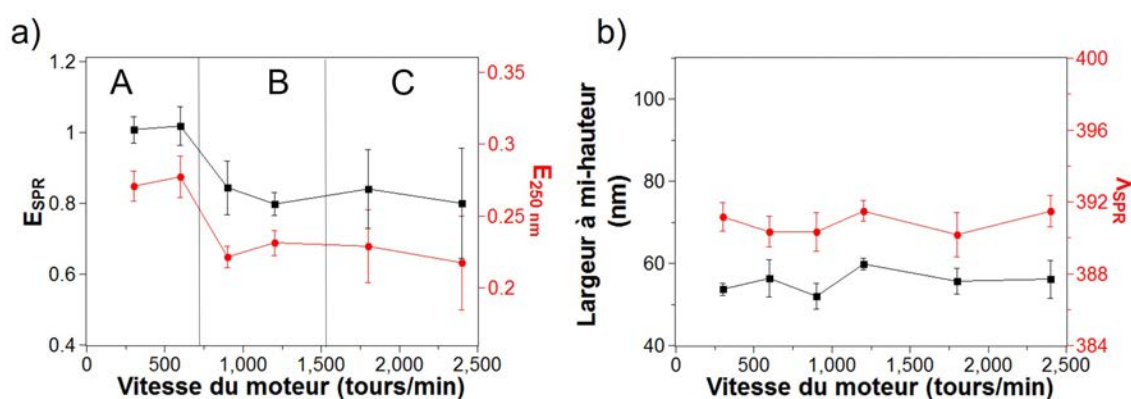 a)
A
B
C
1.2
1
0.8
0.6
0.4
E_SPR
0.35
0.3
0.25
0.2
E_250 nm
0
500
1,000
1,500
2,000
2,500
Vitesse du moteur (tours/min)
b)
100
80
60
40
Largeur à mi-hauteur
(nm)
400
396
392
388
384
λ_SPR
0
500
1,000
1,500
2,000
2,500
Vitesse du moteur (tours/min)